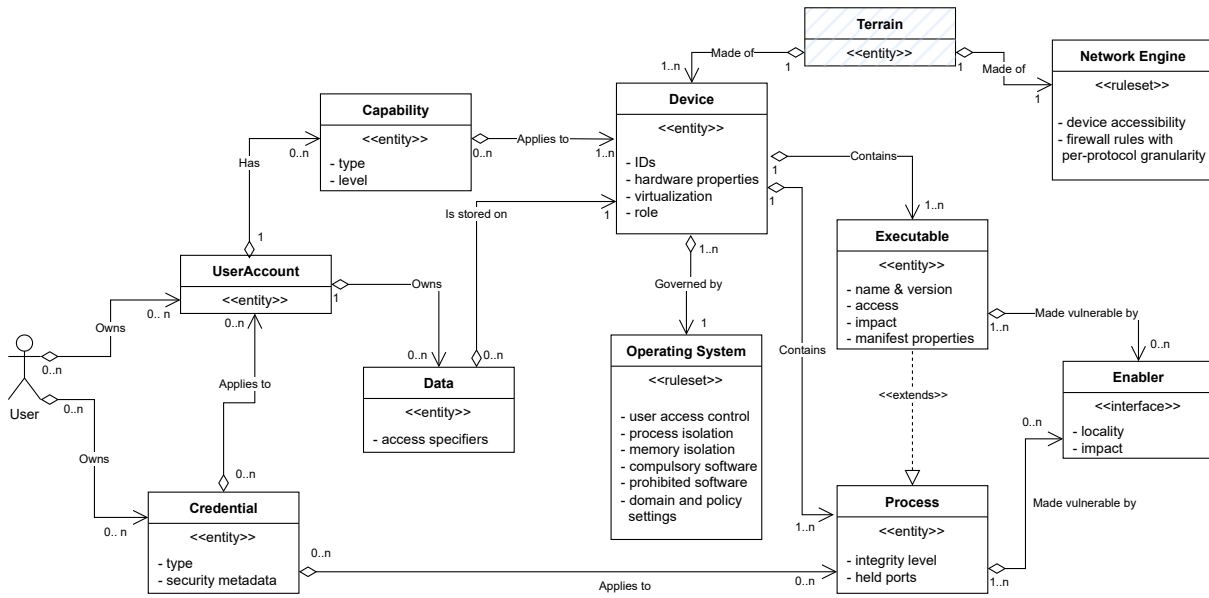 Terrain
<<entity>>
Made of
1
1..n
1
Made of
1
Network Engine
<<ruleset>>
- device accessibility
- firewall rules with
per-protocol granularity
Device
<<entity>>
- IDs
- hardware properties
- virtualization
- role
Capability
<<entity>>
- type
- level
0..n
Applies to
1..n
0..n
Has
1
Is stored on
1
1
Contains
1..n
1
Contains
1..n
Executable
<<entity>>
- name & version
- access
- impact
- manifest properties
UserAccount
<<entity>>
0.. n
0..n
1
Owns
0..n
0..n
1..n
Governed by
1
Operating System
<<ruleset>>
- user access control
- process isolation
- memory isolation
- compulsory software
- prohibited software
- domain and policy
settings
1..n
Made vulnerable by
0..n
Enabler
<<interface>>
- locality
- impact
Owns
0..n
User
0..n
Owns
0.. n
Applies to
0..n
Data
<<entity>>
- access specifiers
<<extends>>
0..n
Made vulnerable by
1..n
Credential
<<entity>>
- type
- security metadata
0..n
Applies to
0..n
Process
<<entity>>
- integrity level
- held ports